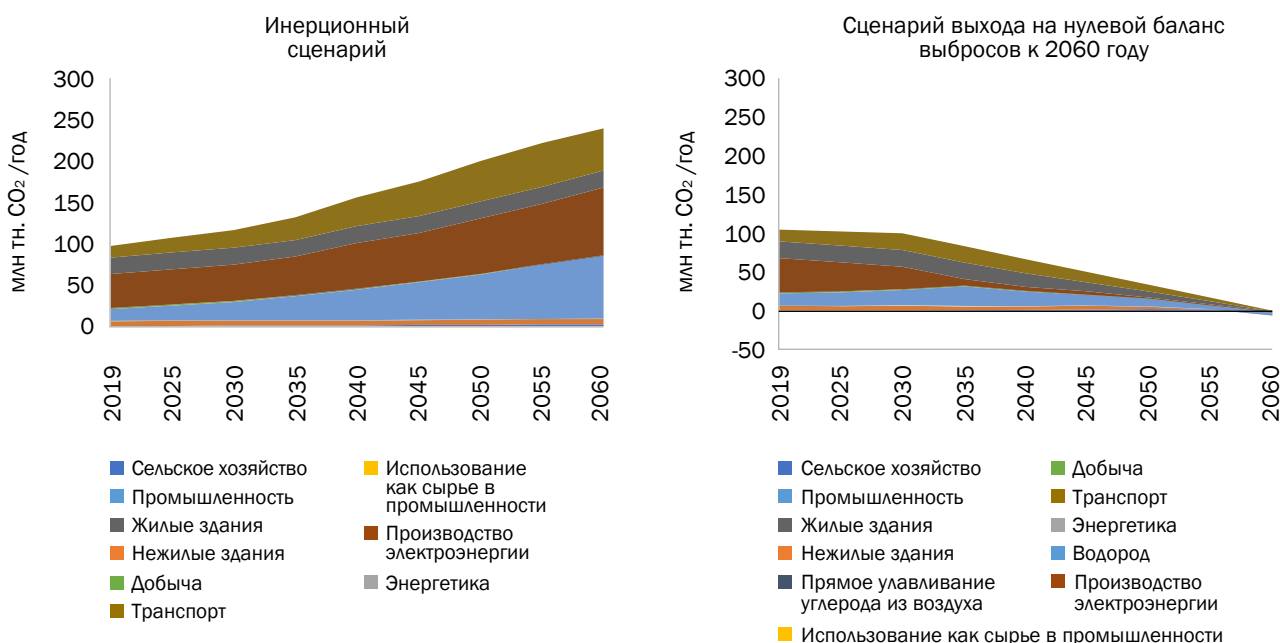 Инерционный
сценарий
300
250
200
150
100
50
0
млн тн. CO₂ /год
2019
2025
2030
2035
2040
2045
2050
2055
2060
Сельское хозяйство
Промышленность
Жилые здания
Нежилые здания
Добыча
Транспорт
Использование
как сырье в
промышленности
Производство
электроэнергии
Энергетика
Сценарий выхода на нулевой баланс
выбросов к 2060 году
300
250
200
150
100
50
0
-50
млн тн. CO₂ /год
2019
2025
2030
2035
2040
2045
2050
2055
2060
Сельское хозяйство
Промышленность
Жилые здания
Нежилые здания
Прямое улавливание
углерода из воздуха
Использование как сырье в промышленности
Добыча
Транспорт
Энергетика
Водород
Производство
электроэнергии